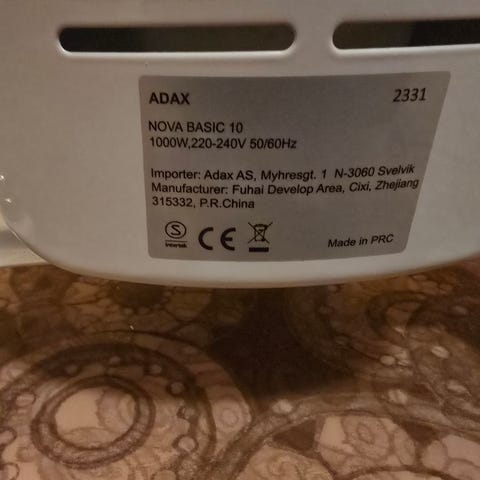 ADAX 2331
NOVA BASIC 10
1000W,220-240V 50/60Hz
Importer: Adax AS, Myhresgt. 1 N-3060 Svelvik
Manufacturer: Fuhai Develop Area, Cixi, Zhejiang
315332, P.R.China
S
Intertek
CE
Made in PRC